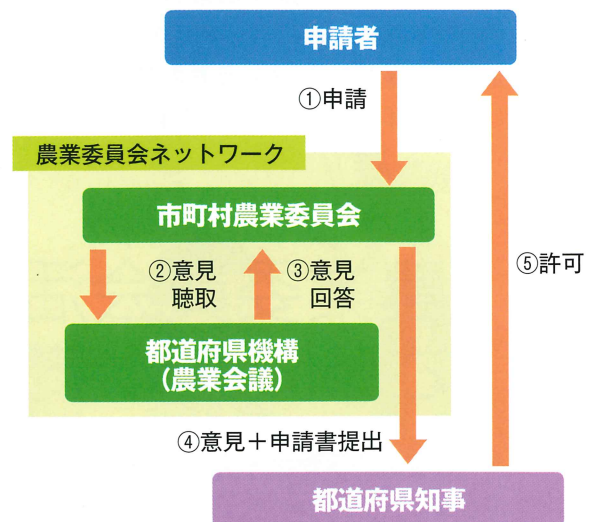 申請者
①申請
農業委員会ネットワーク
市町村農業委員会
②意見
聴取
③意見
回答
⑤許可
都道府県機構
(農業会議)
④意見+申請書提出
都道府県知事